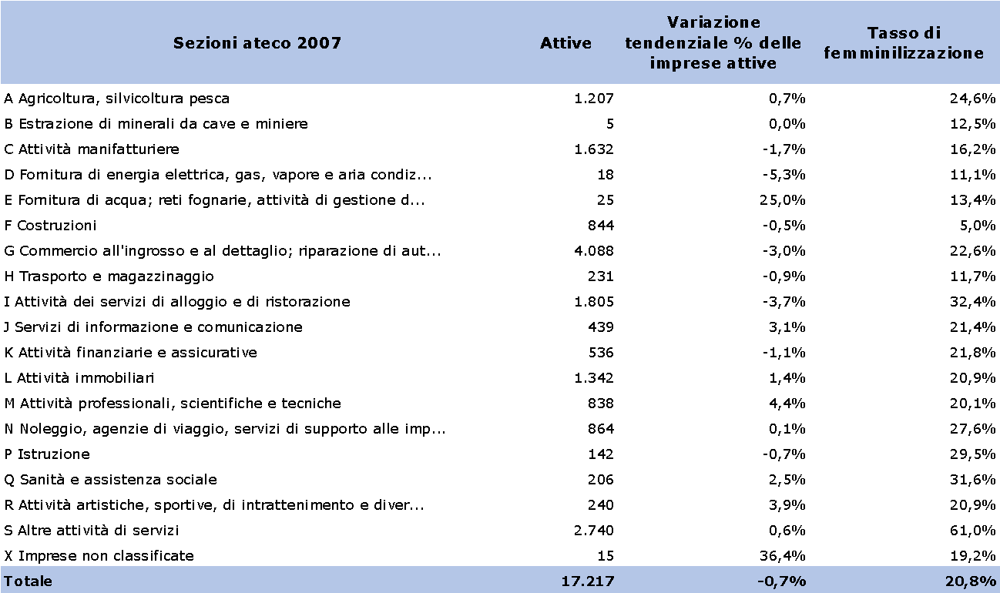 Sezioni ateco 2007 Attive Variazione tendenziale % delle imprese attive Tasso di femminilizzazione
A Agricoltura, silvicoltura pesca 1.207 0,7% 24,6%
B Estrazione di minerali da cave e miniere 5 0,0% 12,5%
C Attività manifatturiere 1.632 -1,7% 16,2%
D Fornitura di energia elettrica, gas, vapore e aria condiz... 18 -5,3% 11,1%
E Fornitura di acqua; reti fognarie, attività di gestione d... 25 25,0% 13,4%
F Costruzioni 844 -0,5% 5,0%
G Commercio all'ingrosso e al dettaglio; riparazione di aut... 4.088 -3,0% 22,6%
H Trasporto e magazzinaggio 231 -0,9% 11,7%
I Attività dei servizi di alloggio e di ristorazione 1.805 -3,7% 32,4%
J Servizi di informazione e comunicazione 439 3,1% 21,4%
K Attività finanziarie e assicurative 536 -1,1% 21,8%
L Attività immobiliari 1.342 1,4% 20,9%
M Attività professionali, scientifiche e tecniche 838 4,4% 20,1%
N Noleggio, agenzie di viaggio, servizi di supporto alle imp... 864 0,1% 27,6%
P Istruzione 142 -0,7% 29,5%
Q Sanità e assistenza sociale 206 2,5% 31,6%
R Attività artistiche, sportive, di intrattenimento e diver... 240 3,9% 20,9%
S Altre attività di servizi 2.740 0,6% 61,0%
X Imprese non classificate 15 36,4% 19,2%
Totale 17.217 -0,7% 20,8%